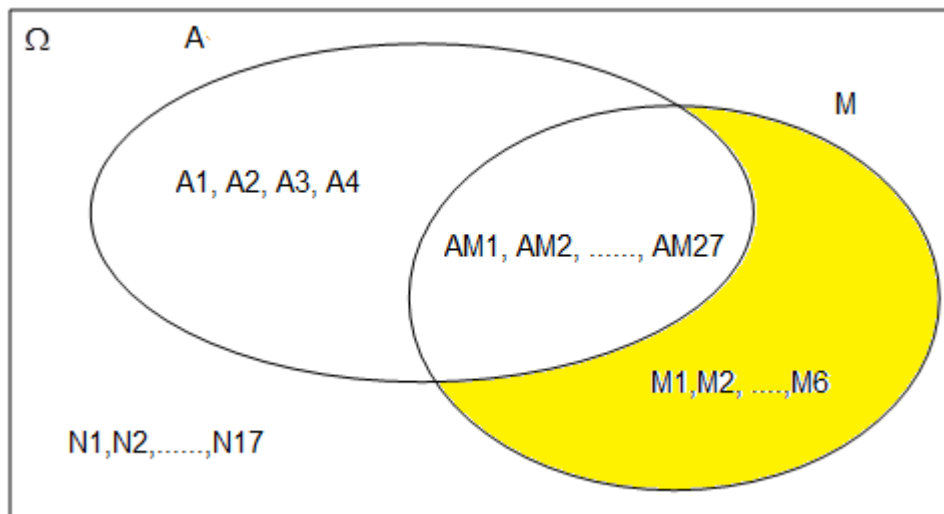 Ω
A
M
A1, A2, A3, A4
AM1, AM2, ......, AM27
M1,M2, ....,M6
N1,N2,......,N17